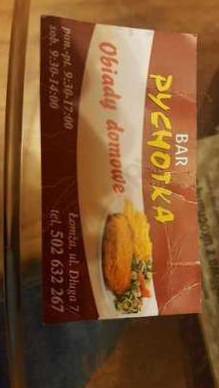 BAR
PYCHOTKA
Obiady domowe
pon.-pt. 9:30-17:00
sob. 9:30-14:00
Łomża, ul. Długa 7
tel. 502 632 267